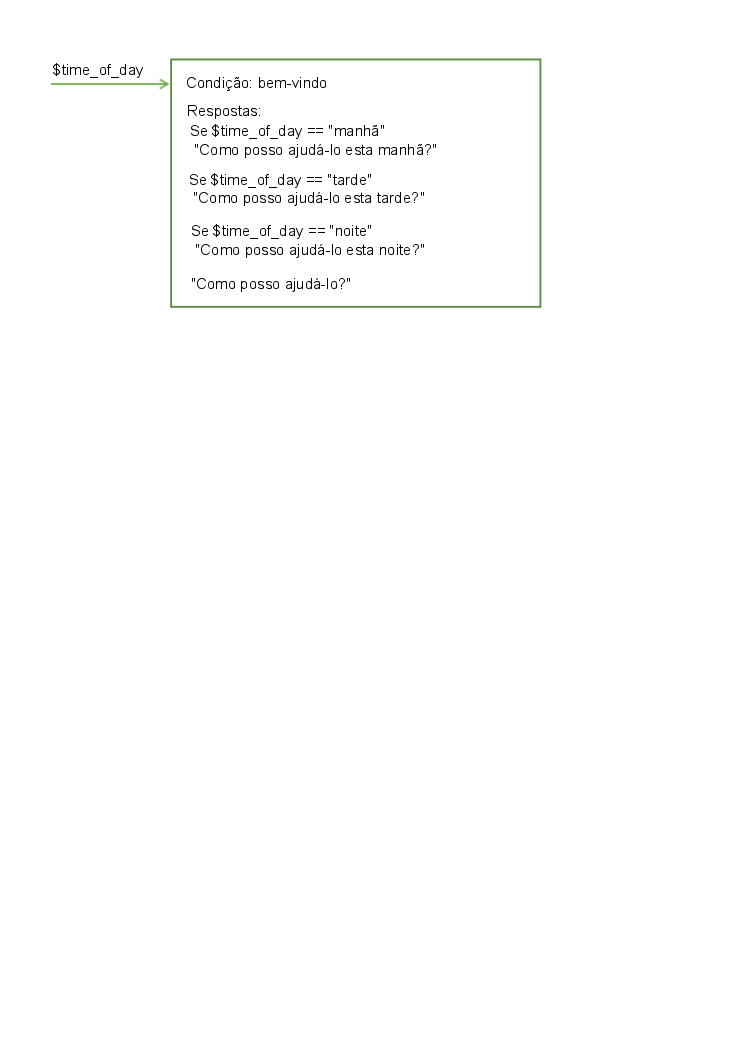 $time_of_day
Condição: bem-vindo
Respostas:
Se $time_of_day == "manhã"
"Como posso ajudá-lo esta manhã?"
Se $time_of_day == "tarde"
"Como posso ajudá-lo esta tarde?"
Se $time_of_day == "noite"
"Como posso ajudá-lo esta noite?"
"Como posso ajudá-lo?"